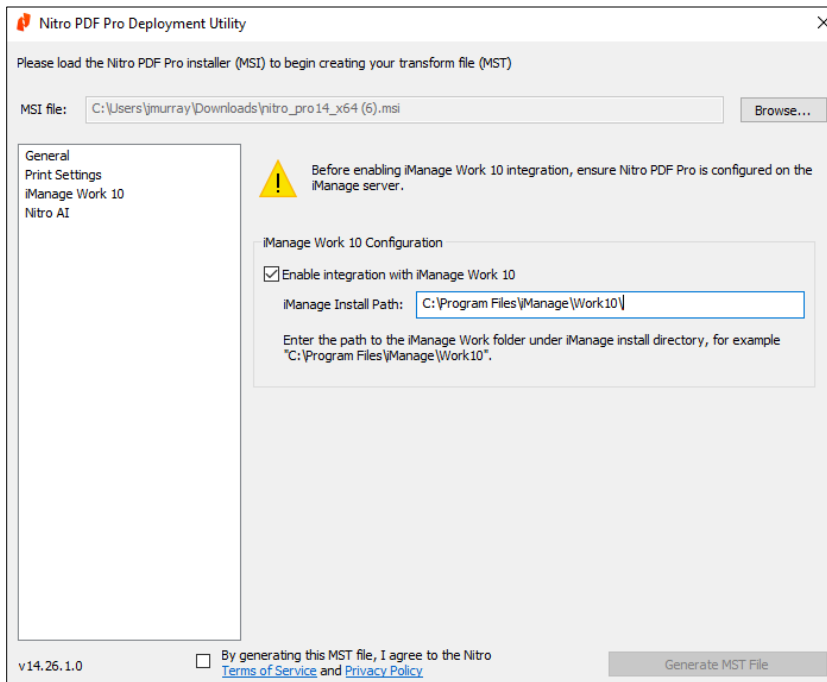 Nitro PDF Pro Deployment Utility
Please load the Nitro PDF Pro installer (MSI) to begin creating your transform file (MST)
MSI file: C:\Users\jmurray\Downloads\nitro_pro14_x64 (6).msi Browse...
General
Print Settings
iManage Work 10
Nitro AI
Before enabling iManage Work 10 integration, ensure Nitro PDF Pro is configured on the
iManage server.
iManage Work 10 Configuration
Enable integration with iManage Work 10
iManage Install Path: C:\Program Files\iManage\Work10\
Enter the path to the iManage Work folder under iManage install directory, for example
"C:\Program Files\iManage\Work10".
v14.26.1.0
By generating this MST file, I agree to the Nitro
Terms of Service and Privacy Policy
Generate MST File